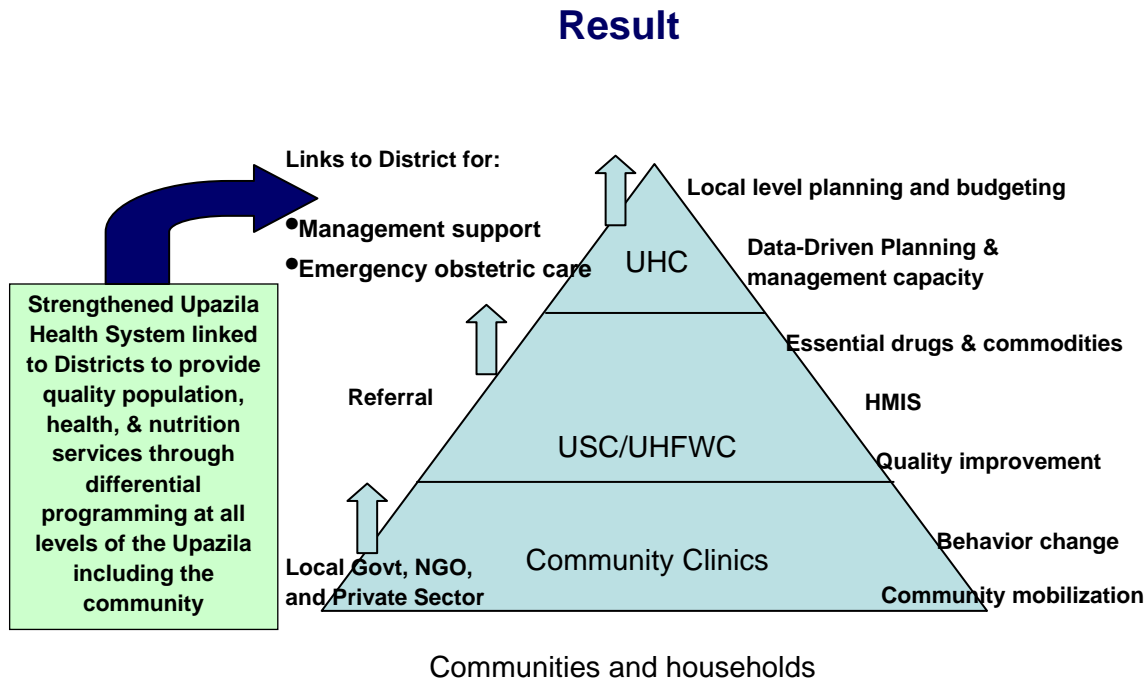 Result
Links to District for:
•Management support
•Emergency obstetric care
Strengthened Upazila
Health System linked
to Districts to provide
quality population,
health, & nutrition
services through
differential
programming at all
levels of the Upazila
including the
community
Referral
Local Govt, NGO,
and Private Sector
UHC
USC/UHFWC
Community Clinics
Local level planning and budgeting
Data-Driven Planning &
management capacity
Essential drugs & commodities
HMIS
Quality improvement
Behavior change
Community mobilization
Communities and households